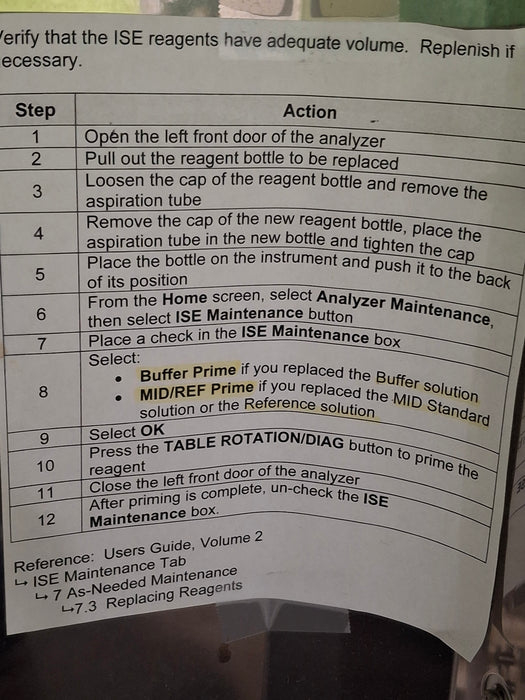 erify that the ISE reagents have adequate volume. Replenish if
ecessary.
Step Action
1 Open the left front door of the analyzer
2 Pull out the reagent bottle to be replaced
3 Loosen the cap of the reagent bottle and remove the
aspiration tube
4 Remove the cap of the new reagent bottle, place the
aspiration tube in the new bottle and tighten the cap
5 Place the bottle on the instrument and push it to the back
of its position
6 From the Home screen, select Analyzer Maintenance,
then select ISE Maintenance button
7 Place a check in the ISE Maintenance box
8 Select:
• Buffer Prime if you replaced the Buffer solution
• MID/REF Prime if you replaced the MID Standard
solution or the Reference solution
9 Select OK
10 Press the TABLE ROTATION/DIAG button to prime the
reagent
11 Close the left front door of the analyzer
12 After priming is complete, un-check the ISE
Maintenance box.
Reference: Users Guide, Volume 2
↳ ISE Maintenance Tab
↳ 7 As-Needed Maintenance
↳7.3 Replacing Reagents